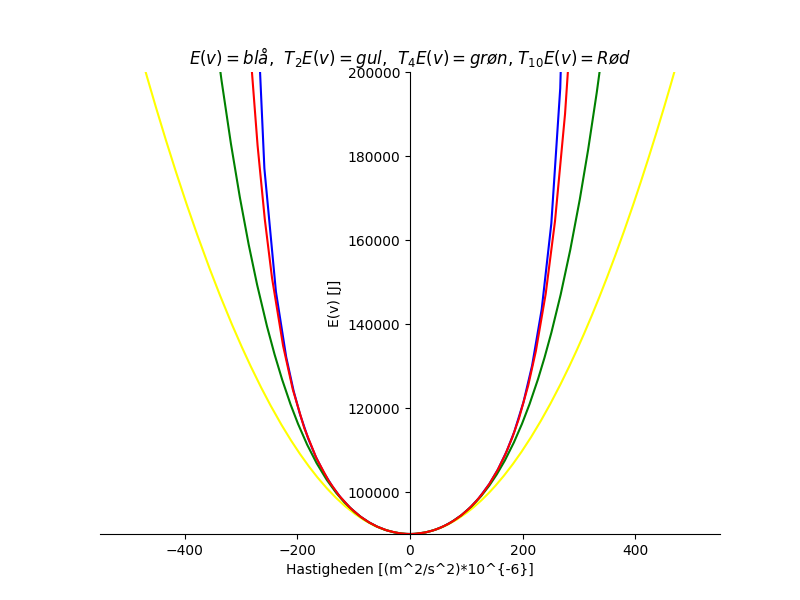 E(v) = blå, T₂E(v) = gul, T₄E(v) = grøn, T₁₀E(v) = Rød
200000
180000
160000
140000
120000
100000
E(v) [J]
−400 −200 0 200 400
Hastigheden [(m^2/s^2)*10^{-6}]